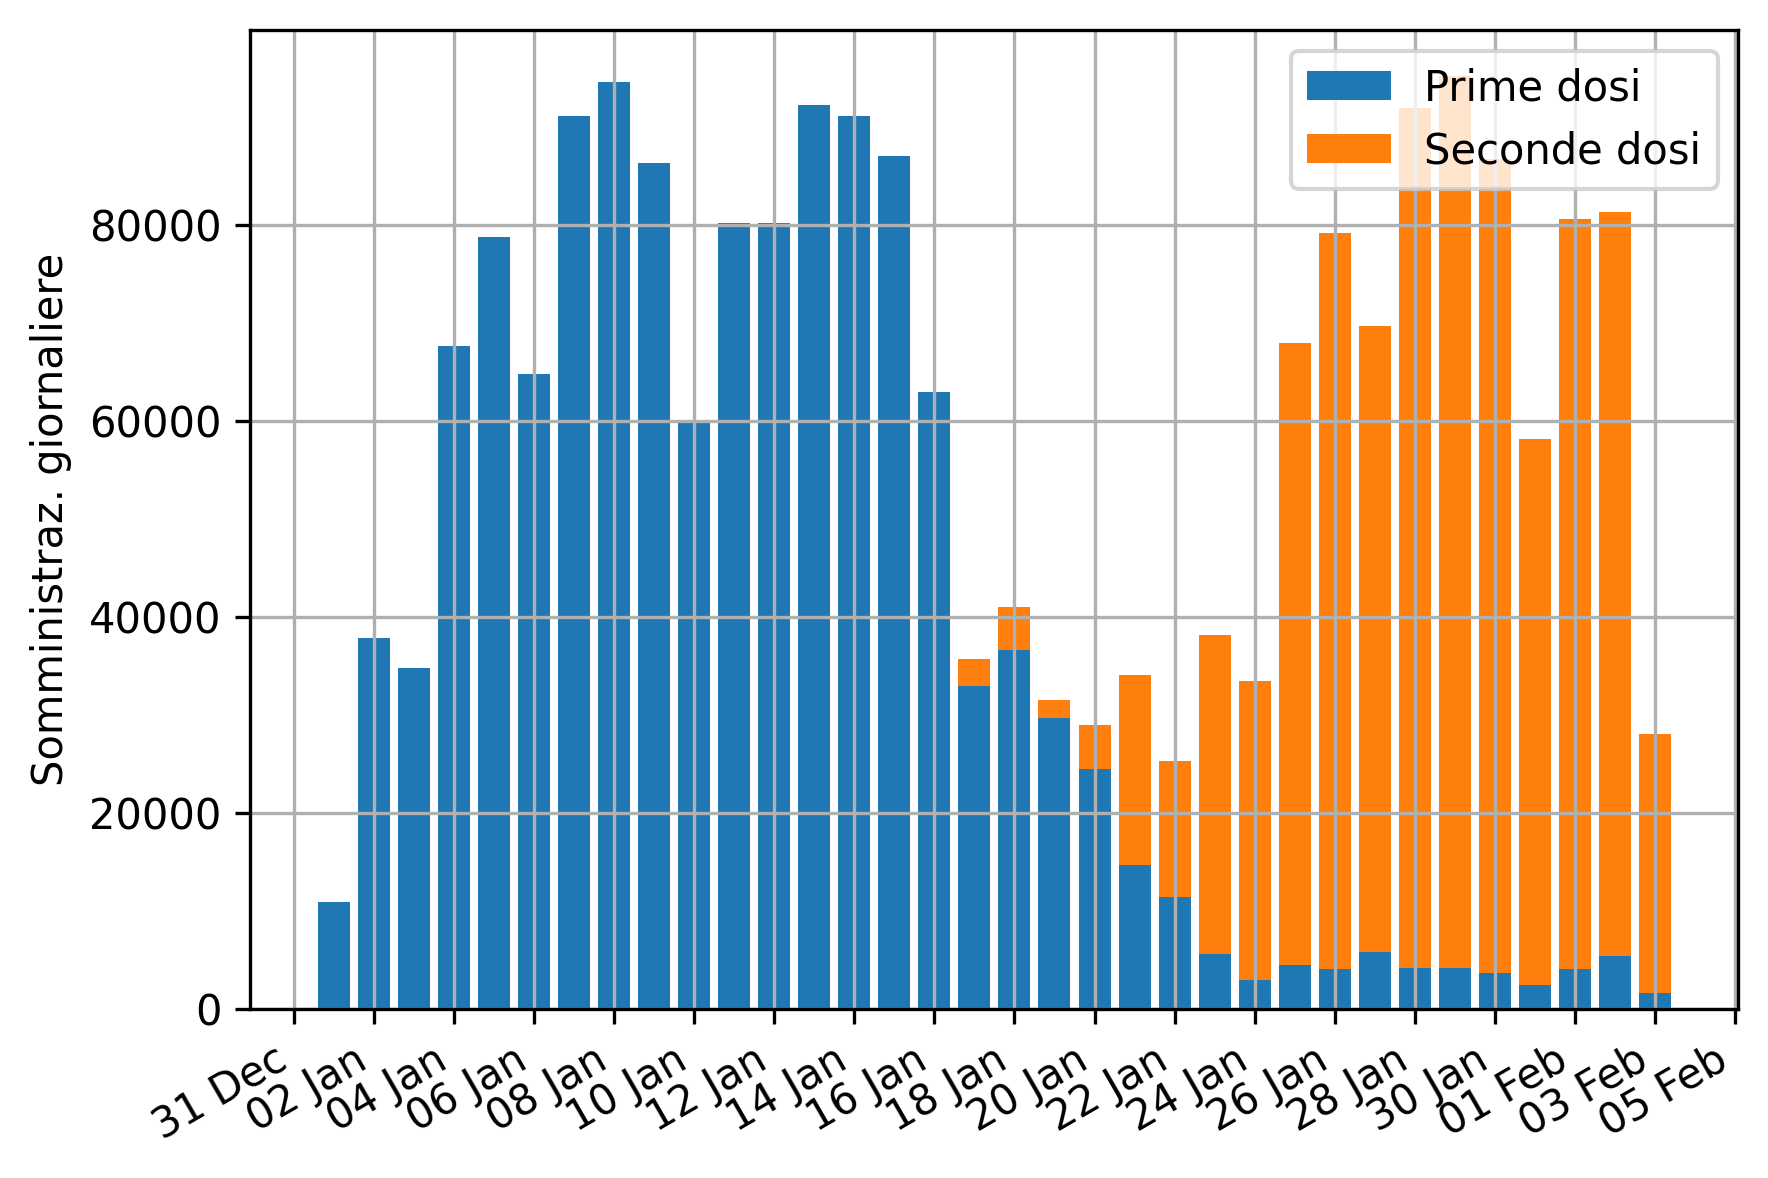 Prime dosi
Seconde dosi
Somministraz. giornaliere
80000
60000
40000
20000
0
31 Dec
02 Jan
04 Jan
06 Jan
08 Jan
10 Jan
12 Jan
14 Jan
16 Jan
18 Jan
20 Jan
22 Jan
24 Jan
26 Jan
28 Jan
30 Jan
01 Feb
03 Feb
05 Feb